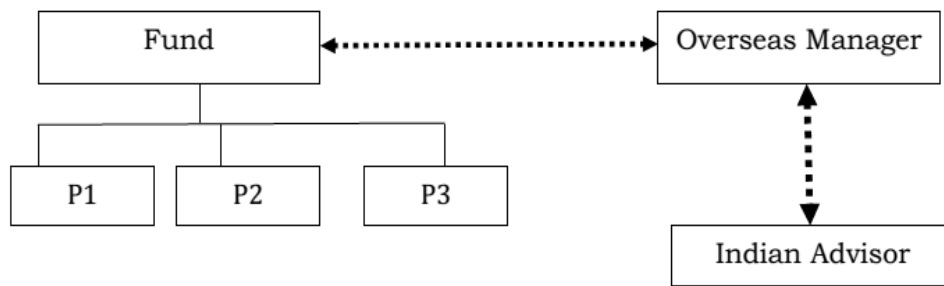 Fund
Overseas Manager
P1
P2
P3
Indian Advisor